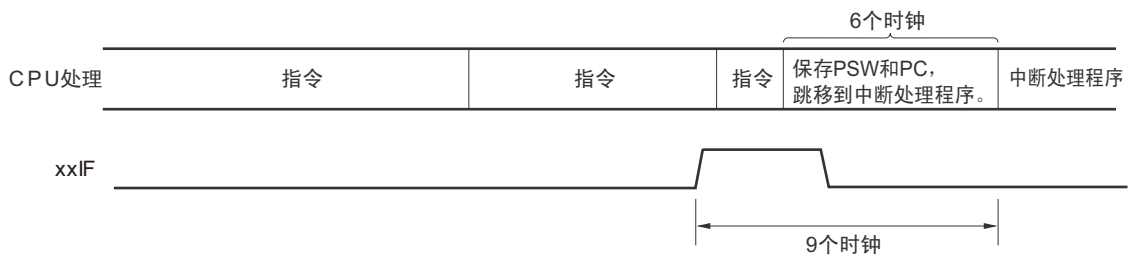 6个时钟
CPU处理
指令
指令
指令
保存PSW和PC，
跳移到中断处理程序。
中断处理程序
xxIF
9个时钟